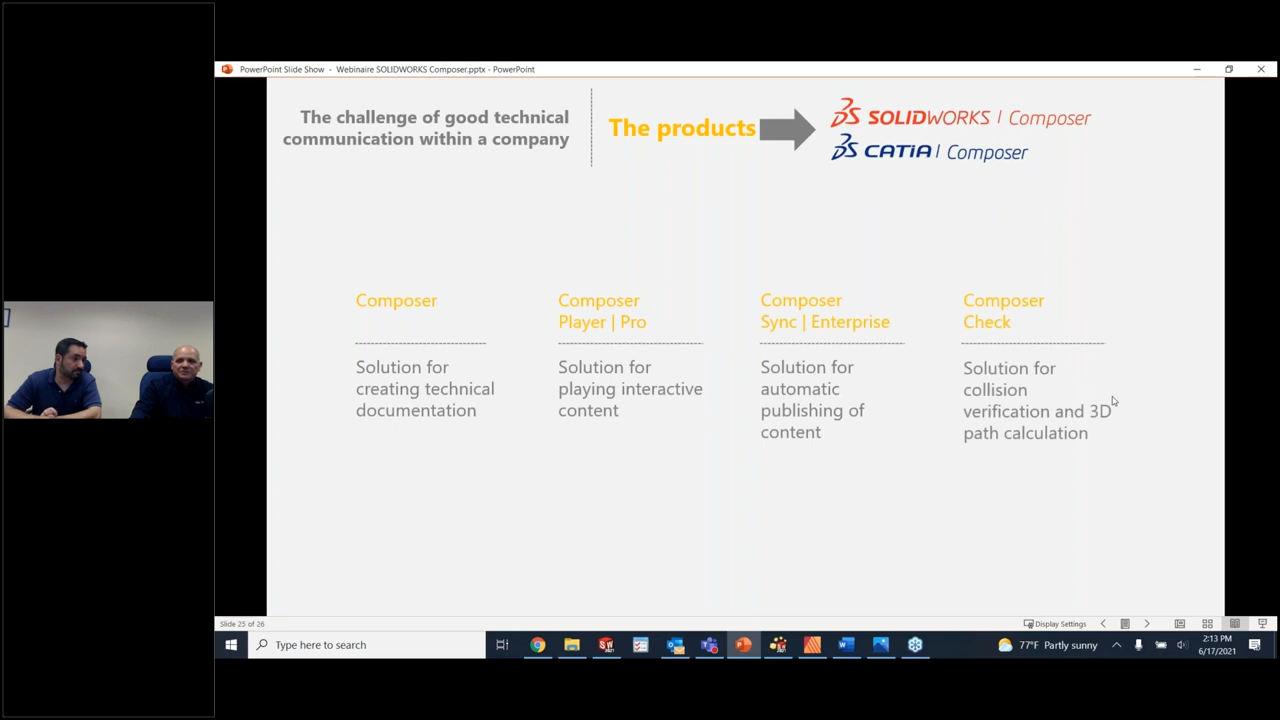 PowerPoint Slide Show - Webinaire SOLIDWORKS Composer.pptx - PowerPoint
The challenge of good technical
communication within a company
The products
SOLIDWORKS | Composer
CATIA | Composer
Composer
Solution for
creating technical
documentation
Composer
Player | Pro
Solution for
playing interactive
content
Composer
Sync | Enterprise
Solution for
automatic
publishing of
content
Composer
Check
Solution for
collision
verification and 3D
path calculation
Slide 25 of 26
Display Settings
Type here to search
77°F Partly sunny
2:13 PM
6/17/2021